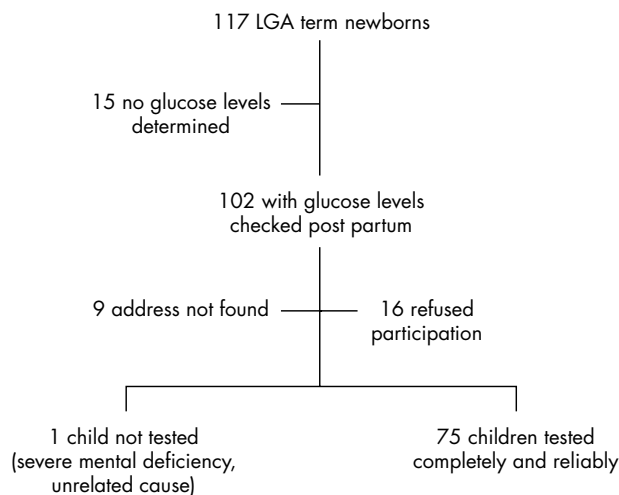 117 LGA term newborns
15 no glucose levels
determined
102 with glucose levels
checked post partum
9 address not found
16 refused
participation
1 child not tested
(severe mental deficiency,
unrelated cause)
75 children tested
completely and reliably